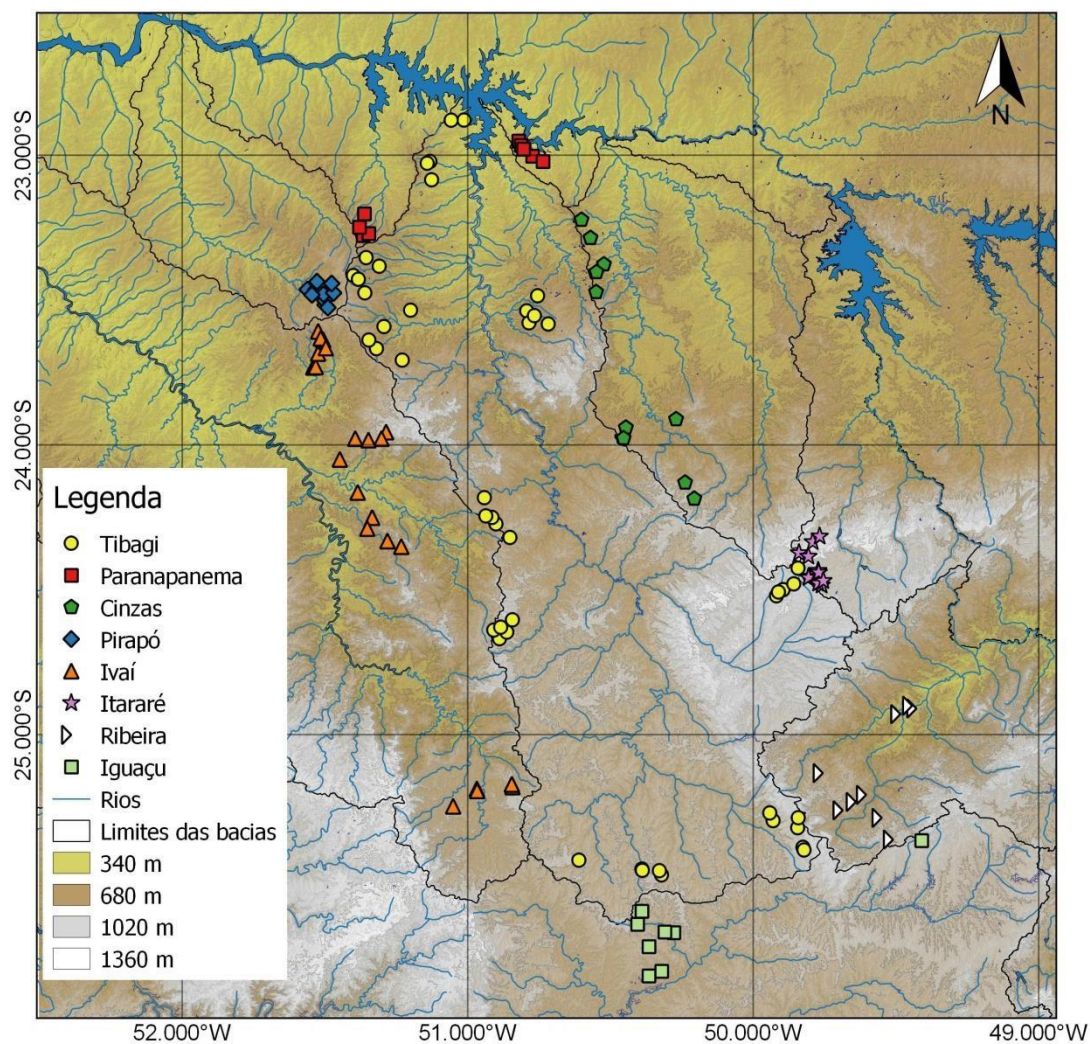 N
23.000°S
24.000°S
25.000°S
Legenda
Tibagi
Paranapanema
Cinzas
Pirapó
Ivaí
Itararé
Ribeira
Iguaçu
Rios
Limites das bacias
340 m
680 m
1020 m
1360 m
52.000°W
51.000°W
50.000°W
49.000°W